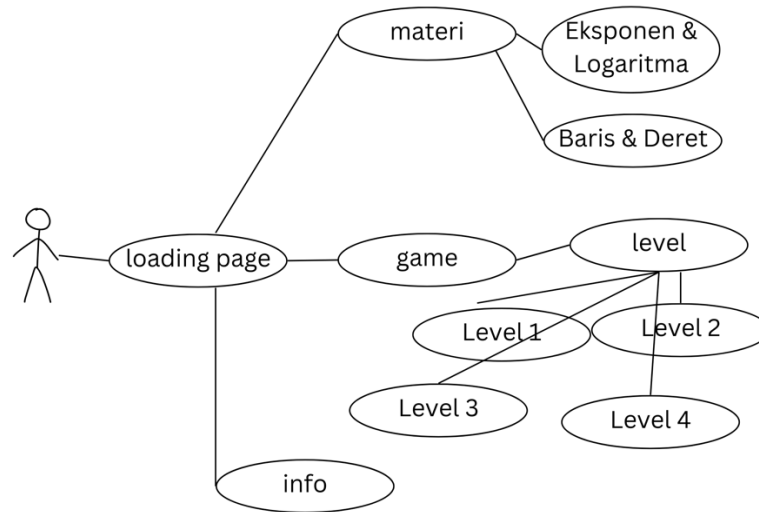 materi
Eksponen &
Logaritma
Baris & Deret
loading page
game
level
Level 1
Level 2
Level 3
Level 4
info